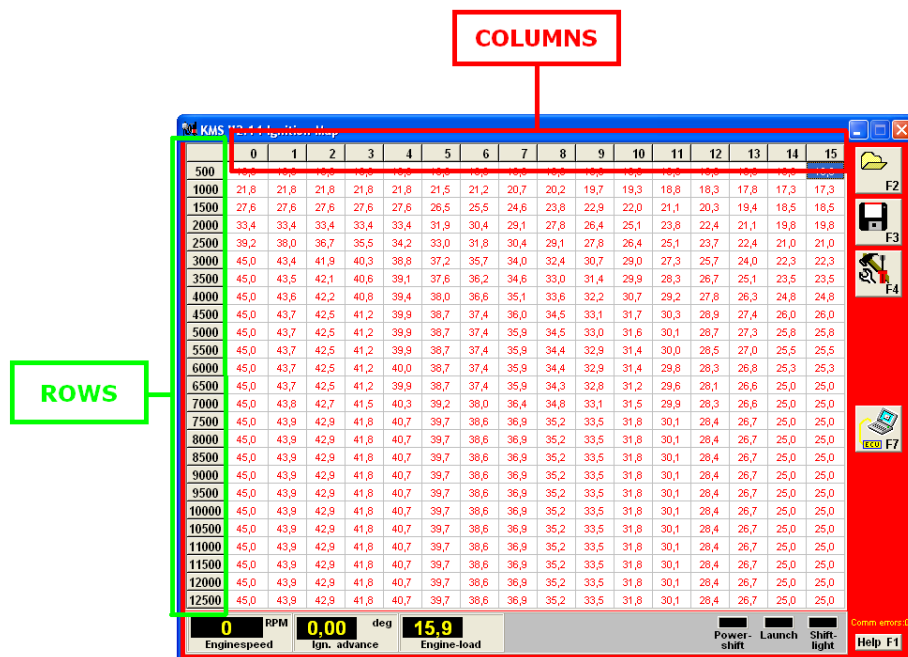 COLUMNS
KMS Ignition Map
0 1 2 3 4 5 6 7 8 9 10 11 12 13 14 15
500
1000 21,8 21,8 21,8 21,8 21,8 21,5 21,2 20,7 20,2 19,7 19,3 18,8 18,3 17,8 17,3 17,3
1500 27,6 27,6 27,6 27,6 27,6 26,5 25,5 24,6 23,8 22,9 22,0 21,1 20,3 19,4 18,5 18,5
2000 33,4 33,4 33,4 33,4 33,4 31,9 30,4 29,1 27,8 26,4 25,1 23,8 22,4 21,1 19,8 19,8
2500 39,2 38,0 36,7 35,5 34,2 33,0 31,8 30,4 29,1 27,8 26,4 25,1 23,7 22,4 21,0 21,0
3000 45,0 43,4 41,9 40,3 38,8 37,2 35,7 34,0 32,4 30,7 29,0 27,3 25,7 24,0 22,3 22,3
3500 45,0 43,5 42,1 40,6 39,1 37,6 36,2 34,6 33,0 31,4 29,9 28,3 26,7 25,1 23,5 23,5
4000 45,0 43,6 42,2 40,8 39,4 38,0 36,6 35,1 33,6 32,2 30,7 29,2 27,8 26,3 24,8 24,8
4500 45,0 43,7 42,5 41,2 39,9 38,7 37,4 36,0 34,5 33,1 31,7 30,3 28,9 27,4 26,0 26,0
5000 45,0 43,7 42,5 41,2 39,9 38,7 37,4 35,9 34,5 33,0 31,6 30,1 28,7 27,3 25,8 25,8
5500 45,0 43,7 42,5 41,2 39,9 38,7 37,4 35,9 34,4 32,9 31,4 30,0 28,5 27,0 25,5 25,5
6000 45,0 43,7 42,5 41,2 40,0 38,7 37,4 35,9 34,4 32,9 31,4 29,8 28,3 26,8 25,3 25,3
6500 45,0 43,7 42,5 41,2 39,9 38,7 37,4 35,9 34,3 32,8 31,2 29,6 28,1 26,6 25,0 25,0
7000 45,0 43,8 42,7 41,5 40,3 39,2 38,0 36,4 34,8 33,1 31,5 29,9 28,3 26,6 25,0 25,0
7500 45,0 43,9 42,9 41,8 40,7 39,7 38,6 36,9 35,2 33,5 31,8 30,1 28,4 26,7 25,0 25,0
8000 45,0 43,9 42,9 41,8 40,7 39,7 38,6 36,9 35,2 33,5 31,8 30,1 28,4 26,7 25,0 25,0
8500 45,0 43,9 42,9 41,8 40,7 39,7 38,6 36,9 35,2 33,5 31,8 30,1 28,4 26,7 25,0 25,0
9000 45,0 43,9 42,9 41,8 40,7 39,7 38,6 36,9 35,2 33,5 31,8 30,1 28,4 26,7 25,0 25,0
9500 45,0 43,9 42,9 41,8 40,7 39,7 38,6 36,9 35,2 33,5 31,8 30,1 28,4 26,7 25,0 25,0
10000 45,0 43,9 42,9 41,8 40,7 39,7 38,6 36,9 35,2 33,5 31,8 30,1 28,4 26,7 25,0 25,0
10500 45,0 43,9 42,9 41,8 40,7 39,7 38,6 36,9 35,2 33,5 31,8 30,1 28,4 26,7 25,0 25,0
11000 45,0 43,9 42,9 41,8 40,7 39,7 38,6 36,9 35,2 33,5 31,8 30,1 28,4 26,7 25,0 25,0
11500 45,0 43,9 42,9 41,8 40,7 39,7 38,6 36,9 35,2 33,5 31,8 30,1 28,4 26,7 25,0 25,0
12000 45,0 43,9 42,9 41,8 40,7 39,7 38,6 36,9 35,2 33,5 31,8 30,1 28,4 26,7 25,0 25,0
12500 45,0 43,9 42,9 41,8 40,7 39,7 38,6 36,9 35,2 33,5 31,8 30,1 28,4 26,7 25,0 25,0
F2
F3
F4
ROWS
ECU F7
0 RPM
Enginespeed
0,00 deg
Ign. advance
15,9
Engine-load
Power-
shift
Launch
Shift-
light
Comm errors:
Help F1